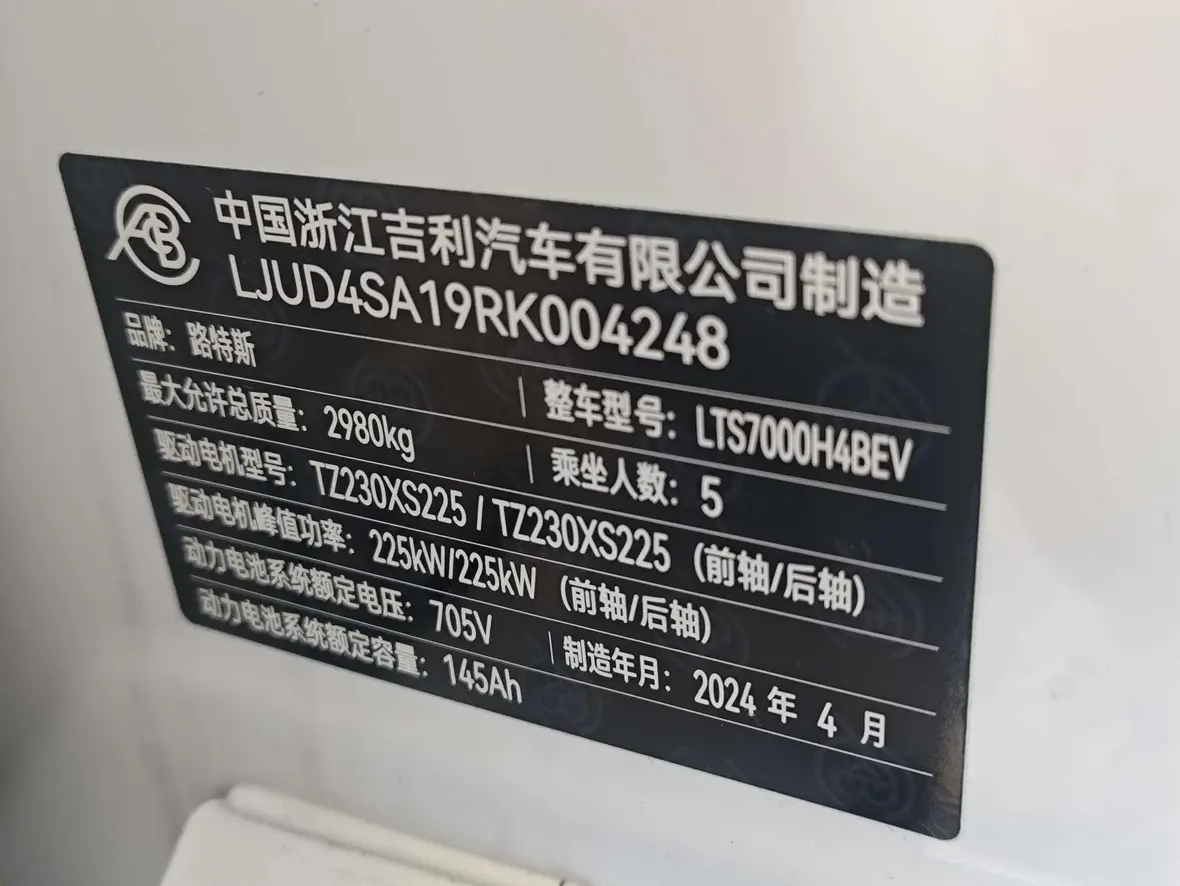 中国浙江吉利汽车有限公司制造
LJUD4SA19RK004248
品牌：路特斯
整车型号：LTS7000H4BEV
最大允许总质量：2980kg
乘坐人数：5
驱动电机型号：TZ230XS225 / TZ230XS225 (前轴/后轴)
驱动电机峰值功率：225kW/225kW (前轴/后轴)
动力电池系统额定电压：705V
制造年月：2024 年 4 月
动力电池系统额定容量：145Ah